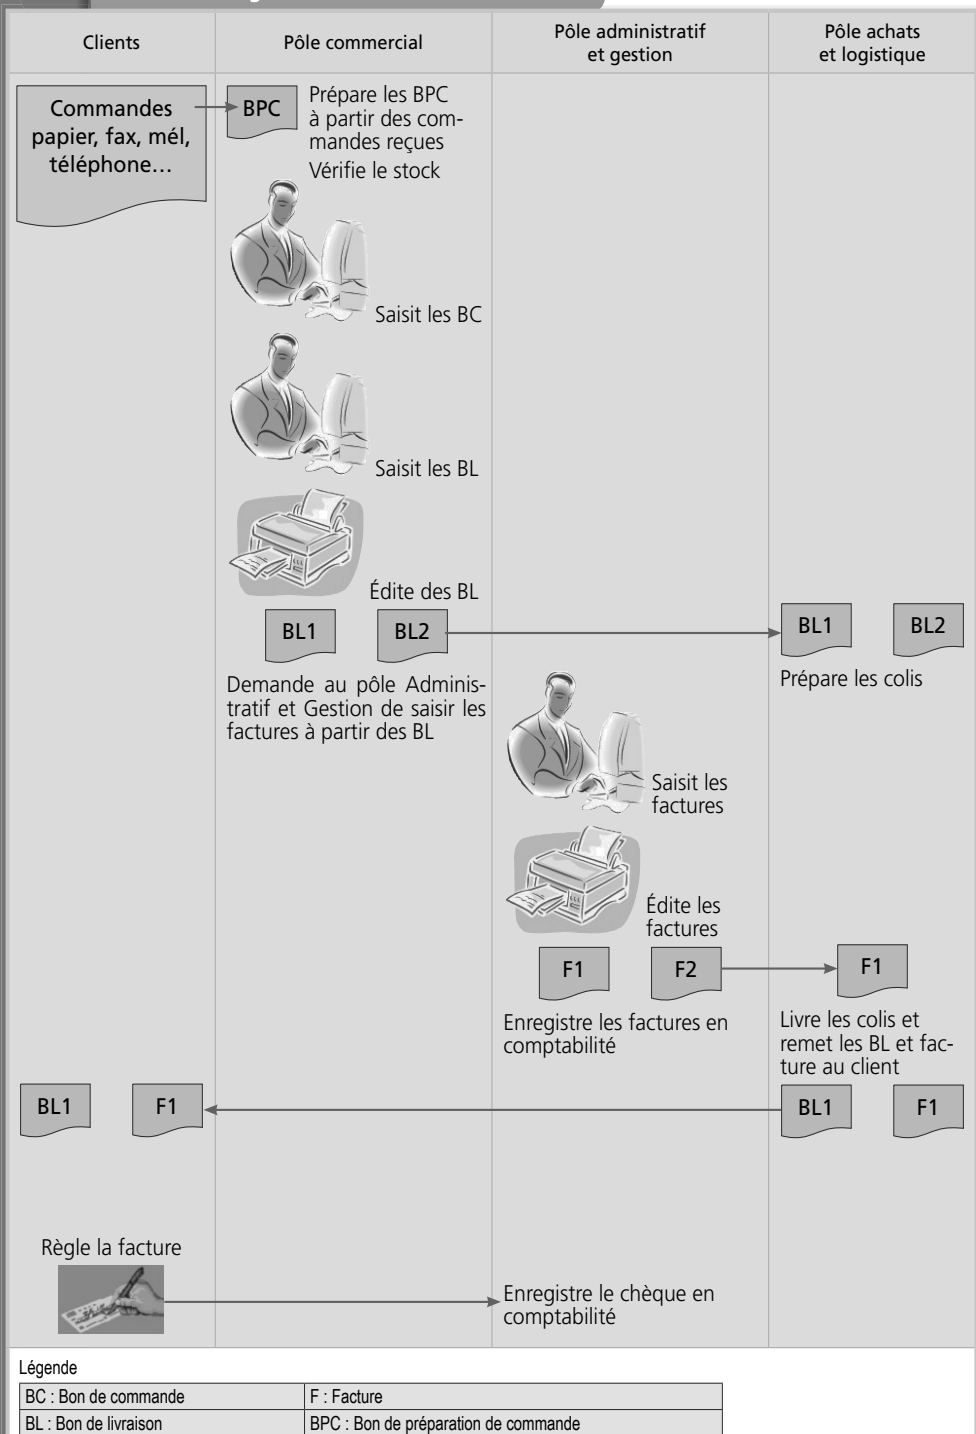 Clients
Pôle commercial
Pôle administratif
et gestion
Pôle achats
et logistique
Commandes
papier, fax, mél,
téléphone…
BPC
Prépare les BPC
à partir des com-
mandes reçues
Vérifie le stock
Saisit les BC
Saisit les BL
Édite des BL
BL1
BL2
BL1
BL2
Demande au pôle Adminis-
tratif et Gestion de saisir les
factures à partir des BL
Prépare les colis
Saisit les
factures
Édite les
factures
F1
F2
F1
Enregistre les factures en
comptabilité
Livre les colis et
remet les BL et fac-
ture au client
BL1
F1
BL1
F1
Règle la facture
Enregistre le chèque en
comptabilité
Légende
BC : Bon de commande
F : Facture
BL : Bon de livraison
BPC : Bon de préparation de commande